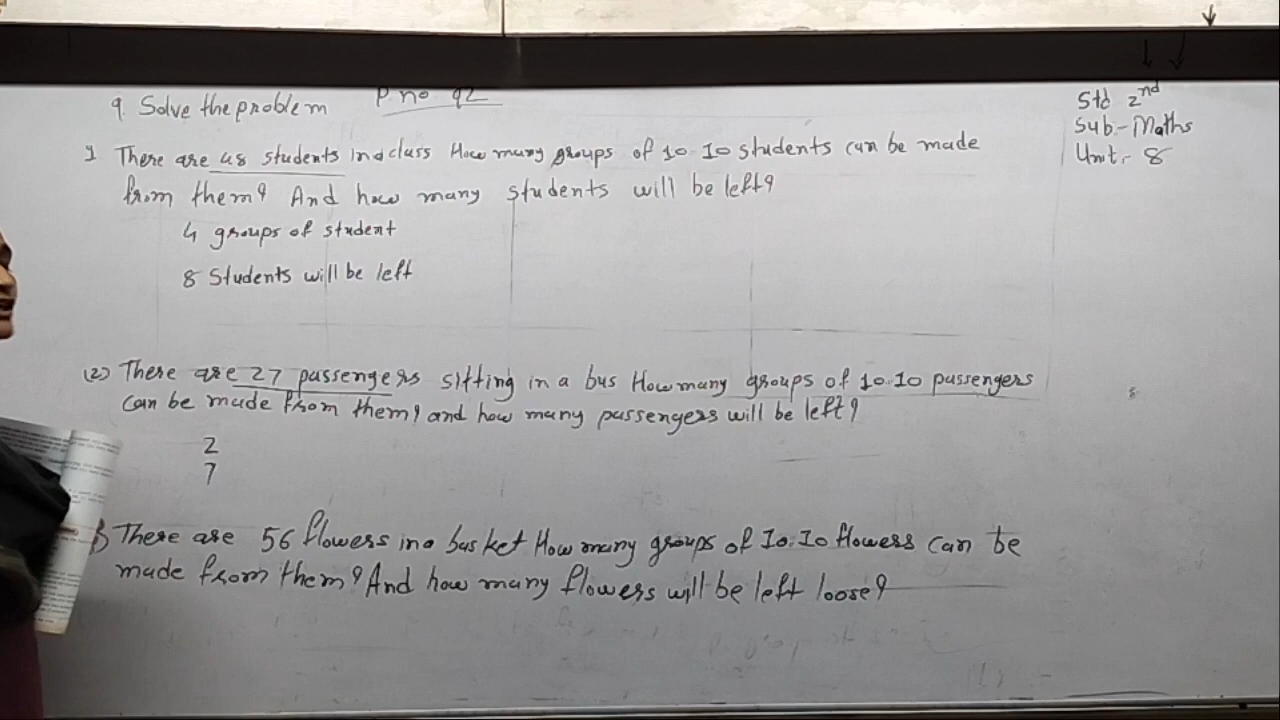 9. Solve the problem P no 92
Std 2nd
Sub:- Maths
Unit:- 8
1 There are 48 students in a class How many groups of 10-10 students can be made
from them? And how many students will be left?
4 groups of student
8 Students will be left
(2) There are 27 passengers sitting in a bus How many groups of 10-10 passengers
can be made from them? and how many passengers will be left?
2
7
There are 56 flowers in a basket How many groups of 10-10 flowers can be
made from them? And how many flowers will be left loose?